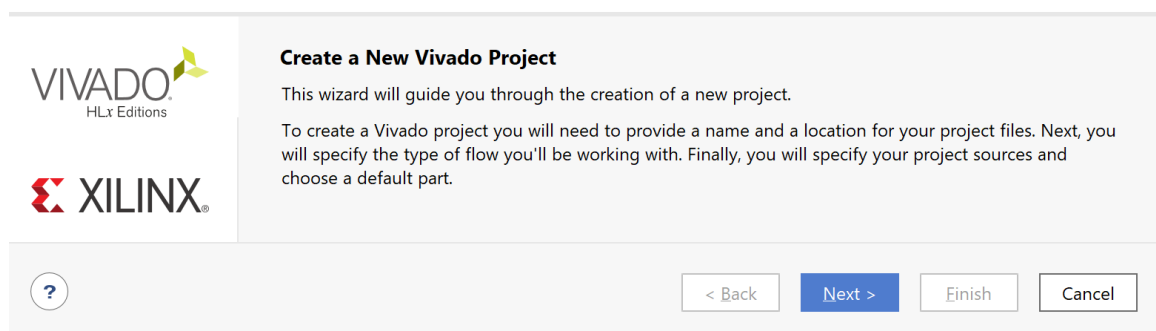 VIVADO.
HLx Editions
XILINX®
Create a New Vivado Project
This wizard will guide you through the creation of a new project.
To create a Vivado project you will need to provide a name and a location for your project files. Next, you
will specify the type of flow you'll be working with. Finally, you will specify your project sources and
choose a default part.
?
< Back
Next >
Finish
Cancel